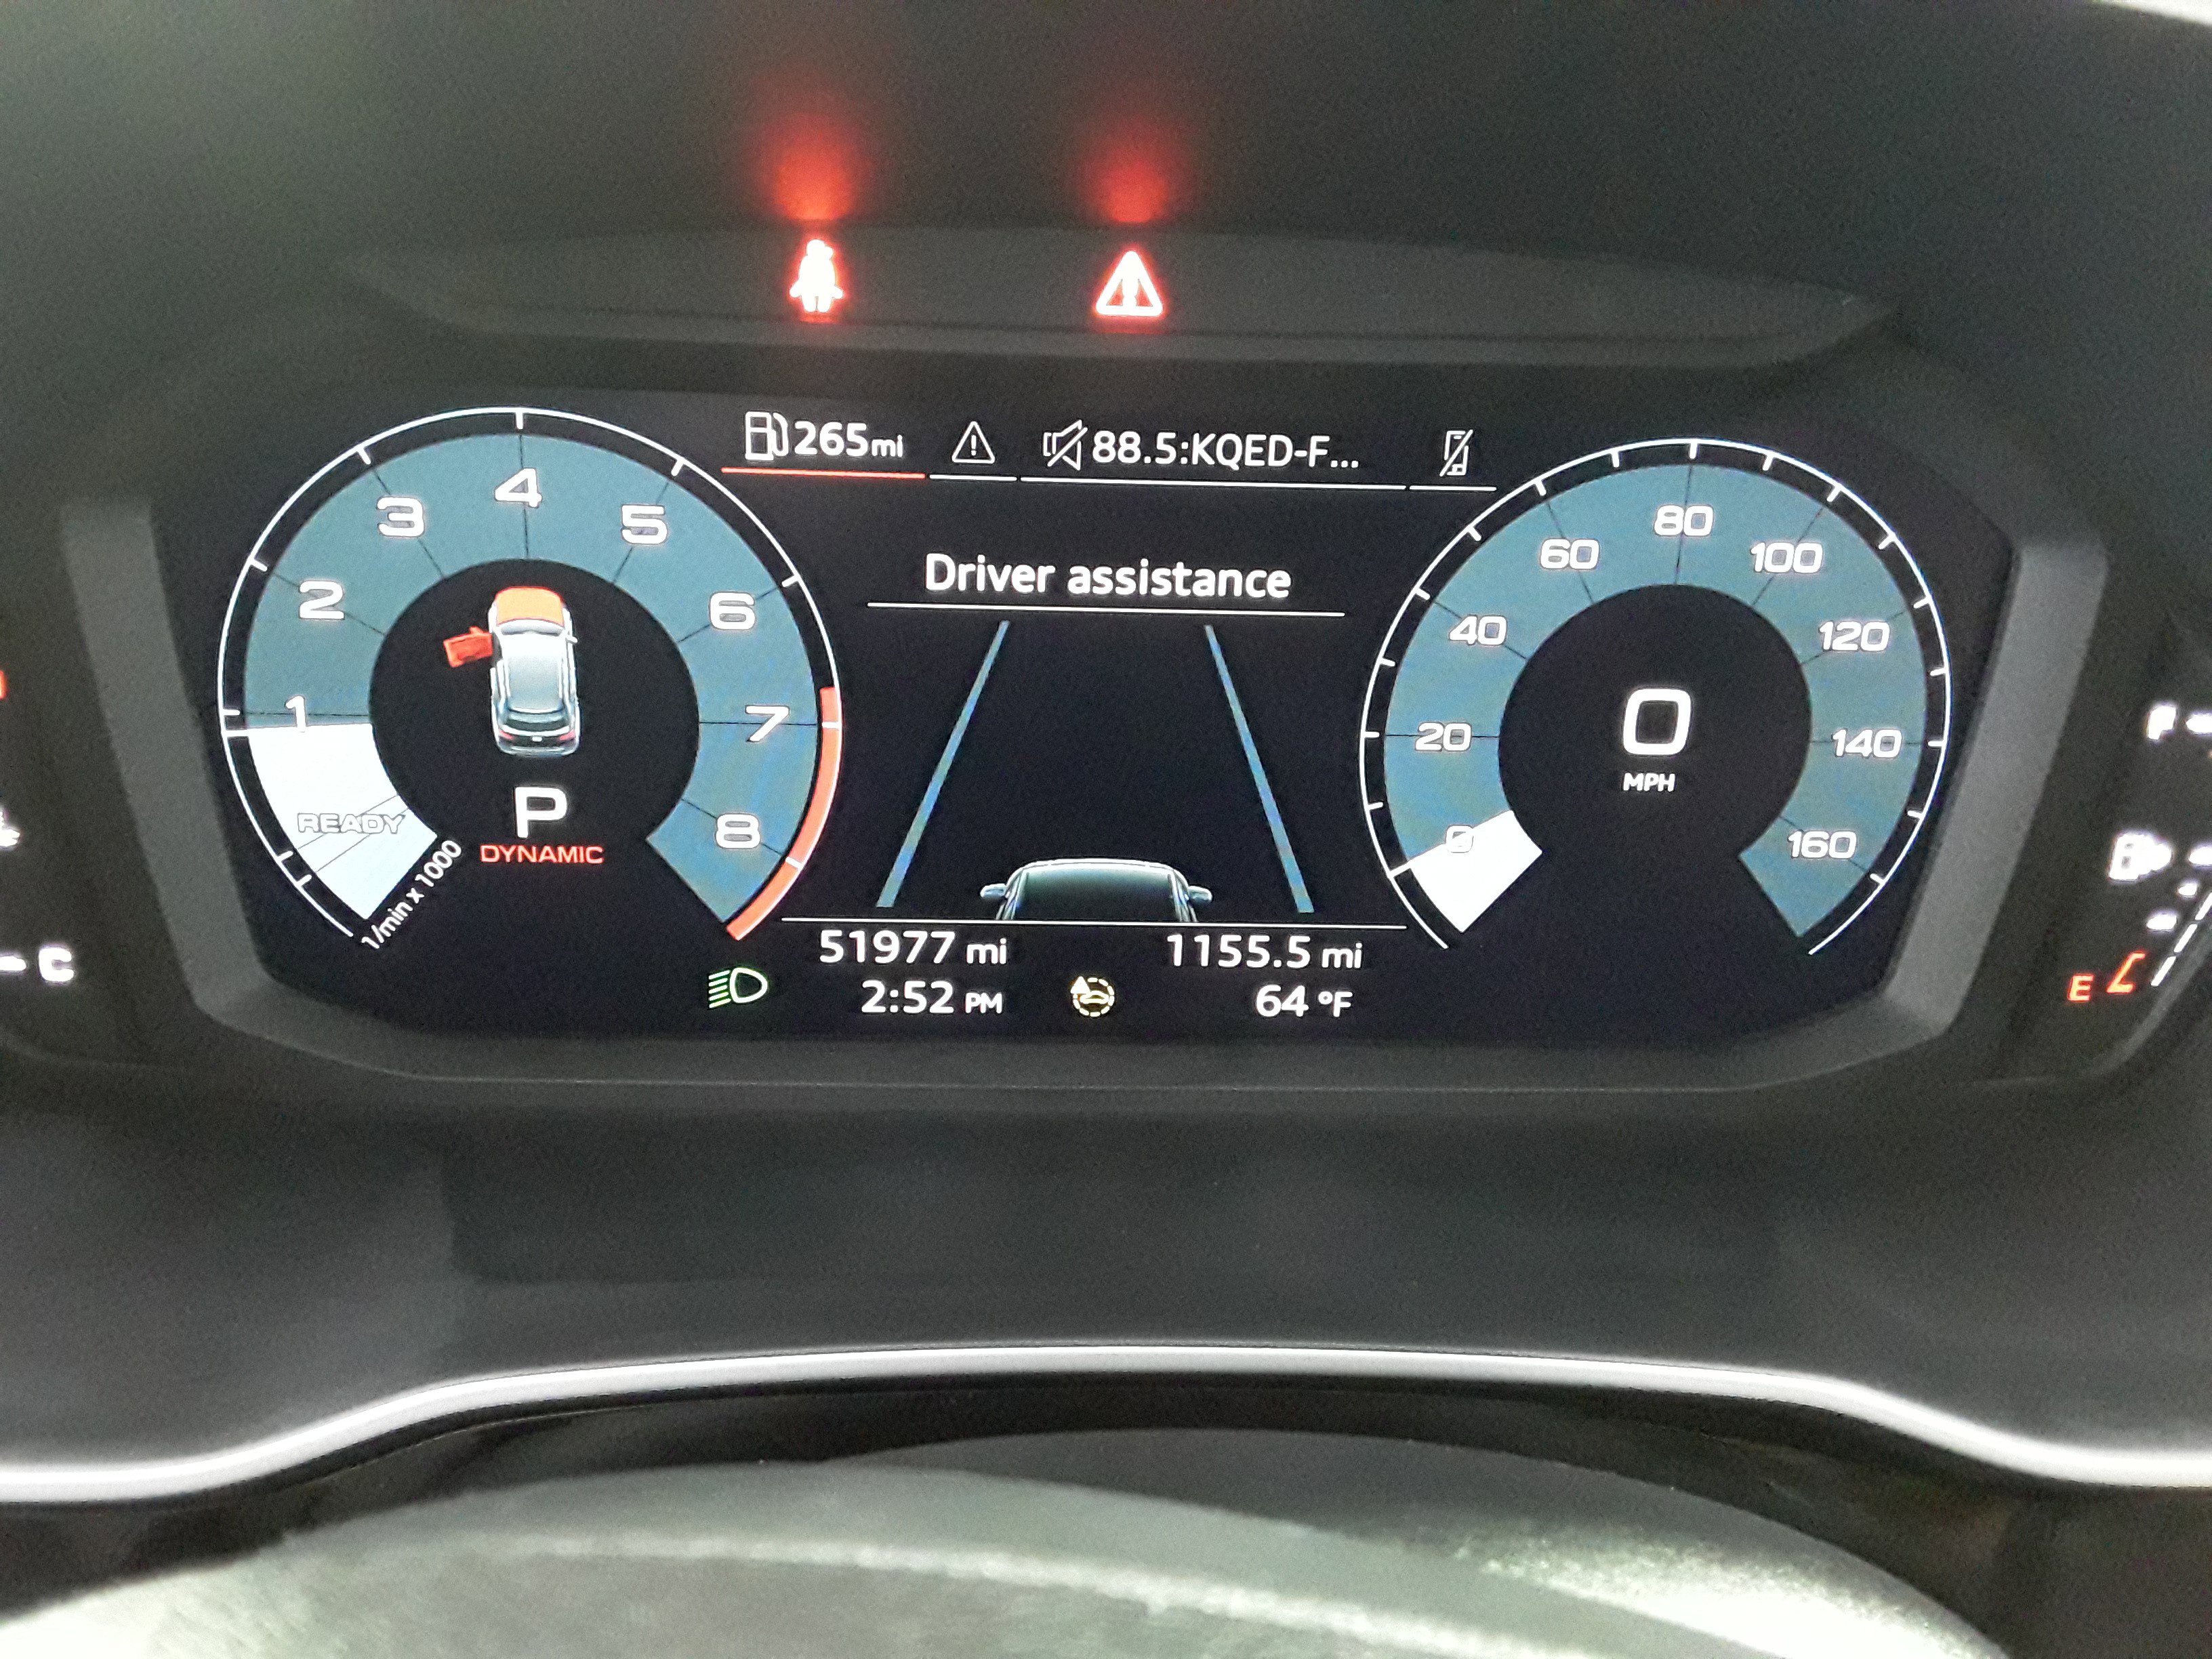 265mi 88.5:KQED-F...
Driver assistance
1 2 3 4 5 6 7 8
READY
1/min x 1000
P
DYNAMIC
0 20 40 60 80 100 120 140 160
0
MPH
51977 mi 1155.5 mi
2:52 PM 64 °F
C
F
E